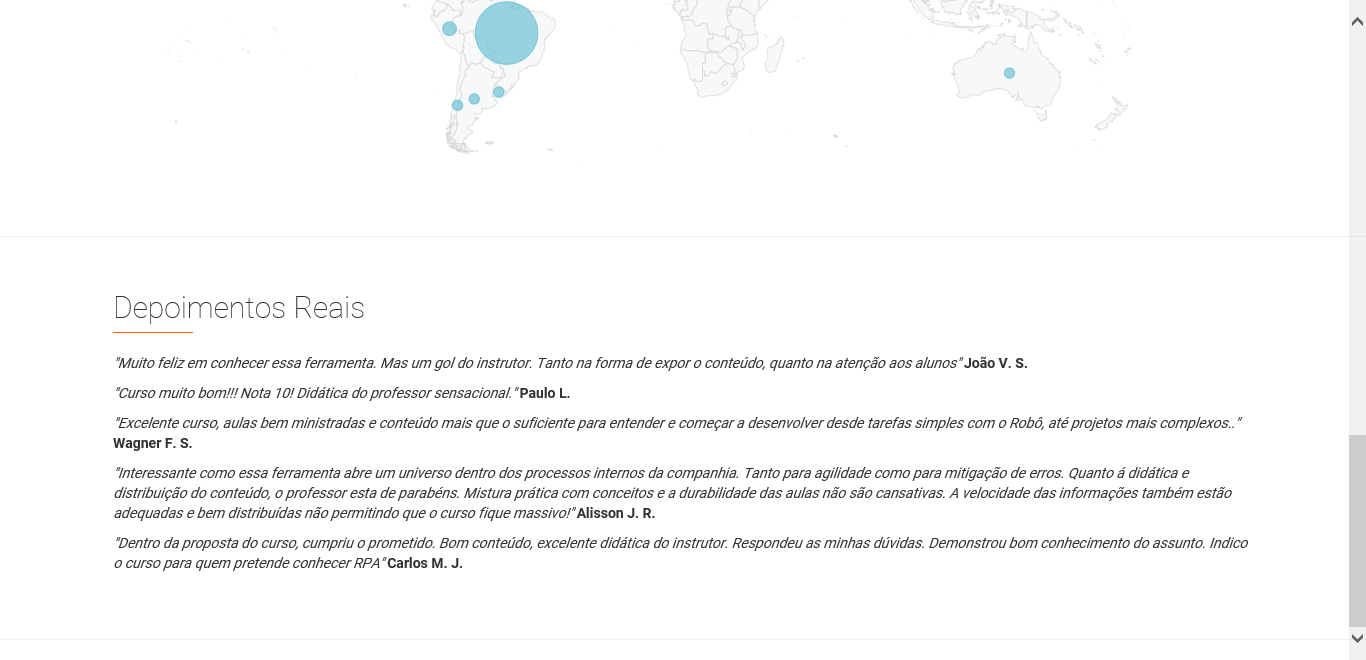 Depoimentos Reais
"Muito feliz em conhecer essa ferramenta. Mas um gol do instrutor. Tanto na forma de expor o conteúdo, quanto na atenção aos alunos" João V. S.
"Curso muito bom!!! Nota 10! Didática do professor sensacional." Paulo L.
"Excelente curso, aulas bem ministradas e conteúdo mais que o suficiente para entender e começar a desenvolver desde tarefas simples com o Robô, até projetos mais complexos.."
Wagner F. S.
"Interessante como essa ferramenta abre um universo dentro dos processos internos da companhia. Tanto para agilidade como para mitigação de erros. Quanto á didática e
distribuição do conteúdo, o professor esta de parabéns. Mistura prática com conceitos e a durabilidade das aulas não são cansativas. A velocidade das informações também estão
adequadas e bem distribuídas não permitindo que o curso fique massivo!" Alisson J. R.
"Dentro da proposta do curso, cumpriu o prometido. Bom conteúdo, excelente didática do instrutor. Respondeu as minhas dúvidas. Demonstrou bom conhecimento do assunto. Indico
o curso para quem pretende conhecer RPA" Carlos M. J.